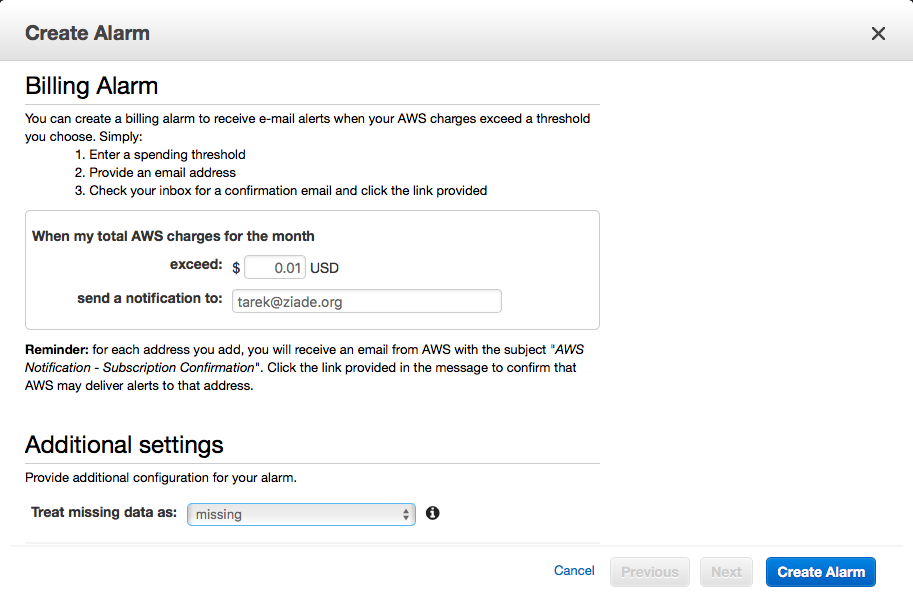 Create Alarm
Billing Alarm
You can create a billing alarm to receive e-mail alerts when your AWS charges exceed a threshold
you choose. Simply:
1. Enter a spending threshold
2. Provide an email address
3. Check your inbox for a confirmation email and click the link provided
When my total AWS charges for the month
exceed: $ 0.01 USD
send a notification to: tarek@ziade.org
Reminder: for each address you add, you will receive an email from AWS with the subject "AWS
Notification - Subscription Confirmation". Click the link provided in the message to confirm that
AWS may deliver alerts to that address.
Additional settings
Provide additional configuration for your alarm.
Treat missing data as: missing
Cancel Previous Next Create Alarm